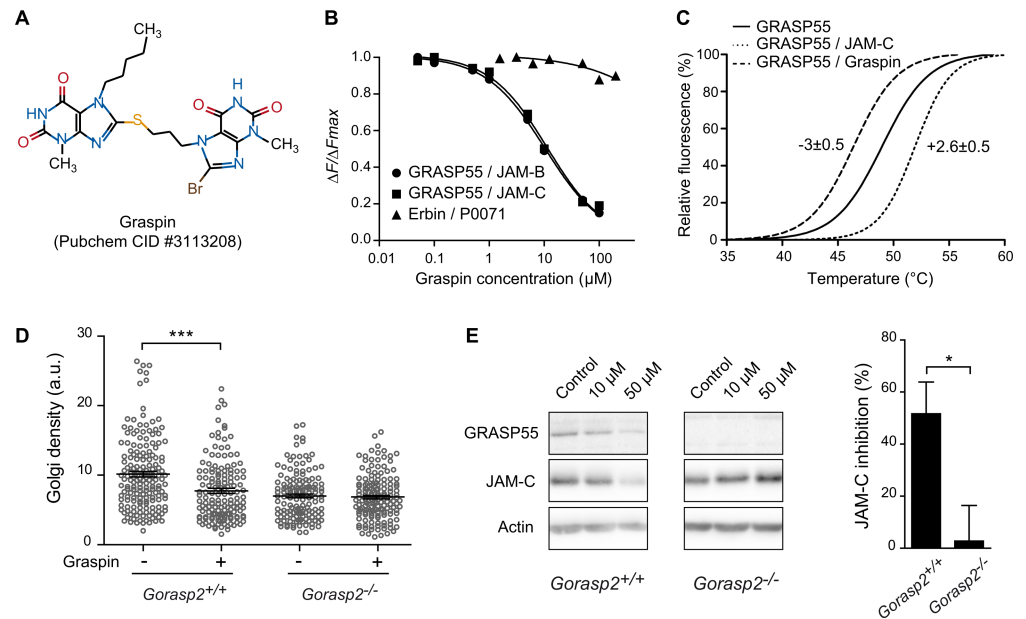 A
CH₃
O
HN
N
O
N
CH₃
N
S
H
N
O
O
N
N
CH₃
N
Br
Graspin
(Pubchem CID #3113208)
B
ΔF/ΔFmax
1.0
0.8
0.6
0.4
0.2
0.0
GRASP55 / JAM-B
GRASP55 / JAM-C
Erbin / P0071
0.01
0.1
1
10
100
Graspin concentration (µM)
C
GRASP55
GRASP55 / JAM-C
GRASP55 / Graspin
Relative fluorescence (%)
100
80
60
40
20
0
-3±0.5
+2.6±0.5
35
40
45
50
55
60
Temperature (°C)
D
Golgi density (a.u.)
30
20
10
0
***
Graspin
-
+
-
+
Gorasp2+/+
Gorasp2-/-
E
Control
10 µM
50 µM
Control
10 µM
50 µM
GRASP55
JAM-C
Actin
Gorasp2+/+
Gorasp2-/-
JAM-C inhibition (%)
80
60
40
20
0
*
Gorasp2+/+
Gorasp2-/-